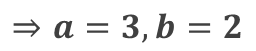 ⇒ a = 3, b = 2